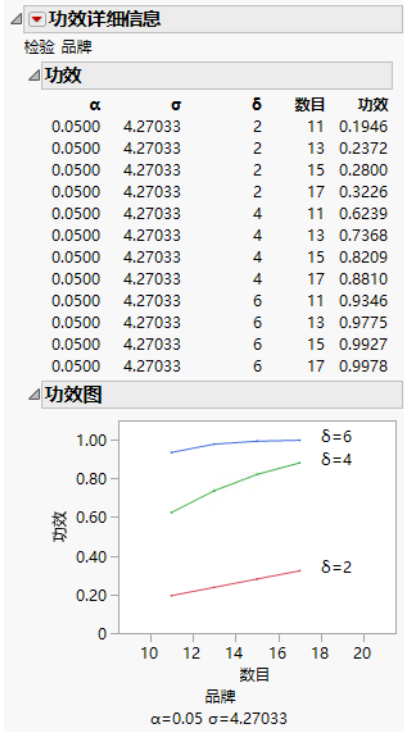 功效详细信息
检验 品牌
功效
α σ δ 数目 功效
0.0500 4.27033 2 11 0.1946
0.0500 4.27033 2 13 0.2372
0.0500 4.27033 2 15 0.2800
0.0500 4.27033 2 17 0.3226
0.0500 4.27033 4 11 0.6239
0.0500 4.27033 4 13 0.7368
0.0500 4.27033 4 15 0.8209
0.0500 4.27033 4 17 0.8810
0.0500 4.27033 6 11 0.9346
0.0500 4.27033 6 13 0.9775
0.0500 4.27033 6 15 0.9927
0.0500 4.27033 6 17 0.9978
功效图
功效
1.00
0.80
0.60
0.40
0.20
0
δ=6
δ=4
δ=2
10 12 14 16 18 20
数目
品牌
α=0.05 σ=4.27033